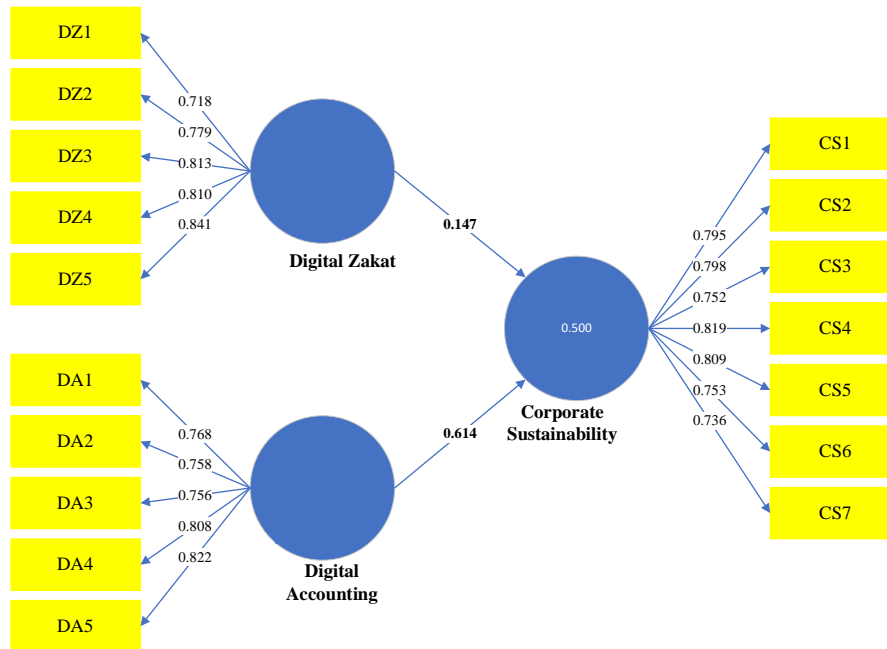 DZ1
DZ2
DZ3
DZ4
DZ5
0.718
0.779
0.813
0.810
0.841
Digital Zakat
0.147
DA1
DA2
DA3
DA4
DA5
0.768
0.758
0.756
0.808
0.822
Digital
Accounting
0.614
0.500
Corporate
Sustainability
0.795
0.798
0.752
0.819
0.809
0.753
0.736
CS1
CS2
CS3
CS4
CS5
CS6
CS7